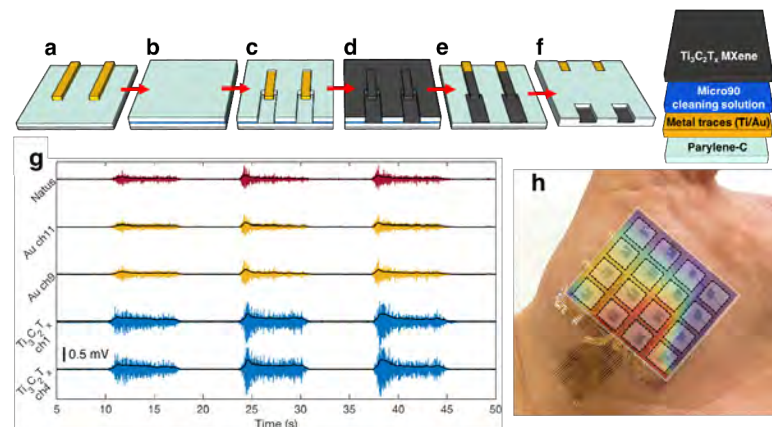 a b c d e f
Ti₃C₂Tₓ MXene
Micro90
cleaning solution
Metal traces (Ti/Au)
Parylene-C
g
h
Natus
Au ch11
Au ch9
Ti₃C₂Tₓ
ch1
Ti₃C₂Tₓ
ch4
0.5 mV
5 10 15 20 25 30 35 40 45 50
Time (s)